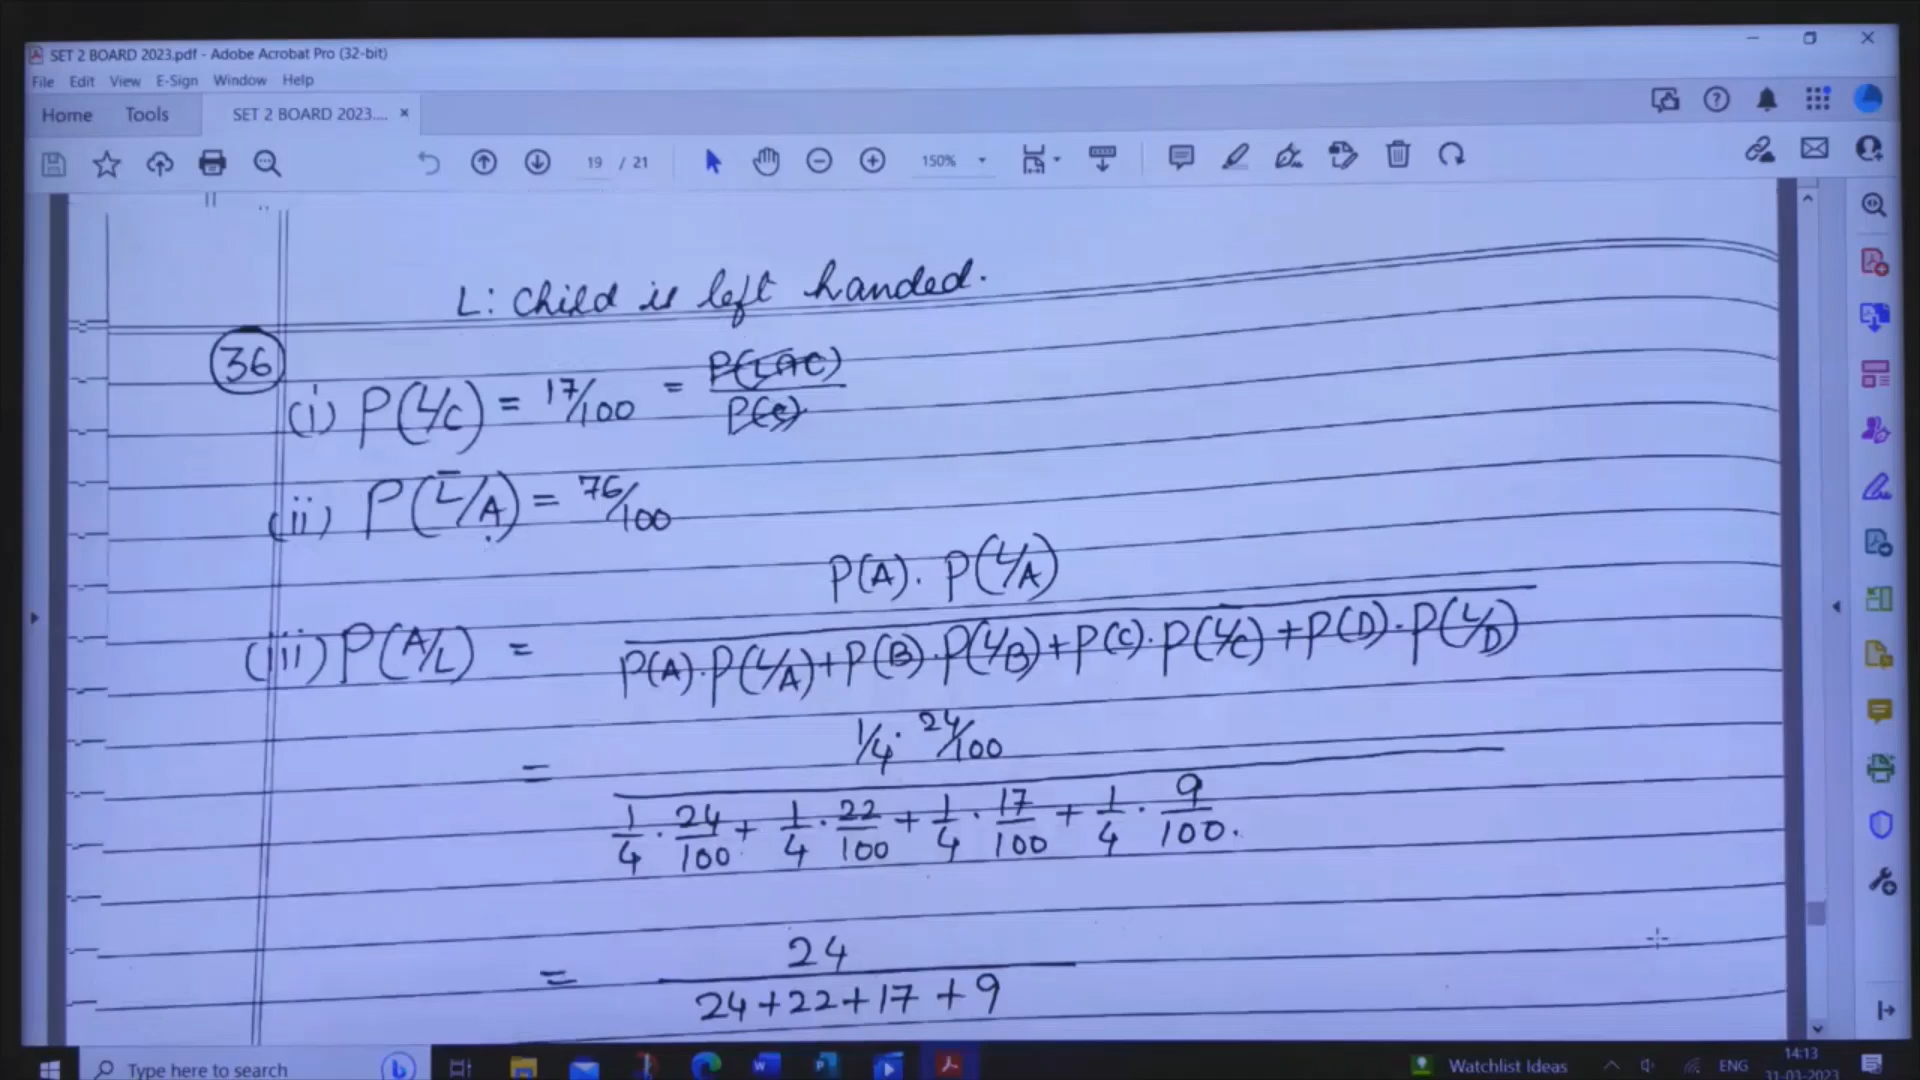 SET 2 BOARD 2023.pdf - Adobe Acrobat Pro (32-bit)
File Edit View E-Sign Window Help
Home Tools SET 2 BOARD 2023.... ×
19 / 21 150%
L: Child is left handed.
36
(i) P(L/C) = 17/100 = P(L∩C)/P(C)
(ii) P(L̄/A) = 76/100
(iii) P(A/L) = P(A). P(L/A)
P(A).P(L/A)+P(B).P(L/B)+P(C).P(L/C)+P(D).P(L/D)
= 1/4. 24/100
1/4 . 24/100 + 1/4 . 22/100 + 1/4 . 17/100 + 1/4 . 9/100.
= 24
24+22+17+9
Type here to search Watchlist Ideas ENG 14:13
31-03-2023